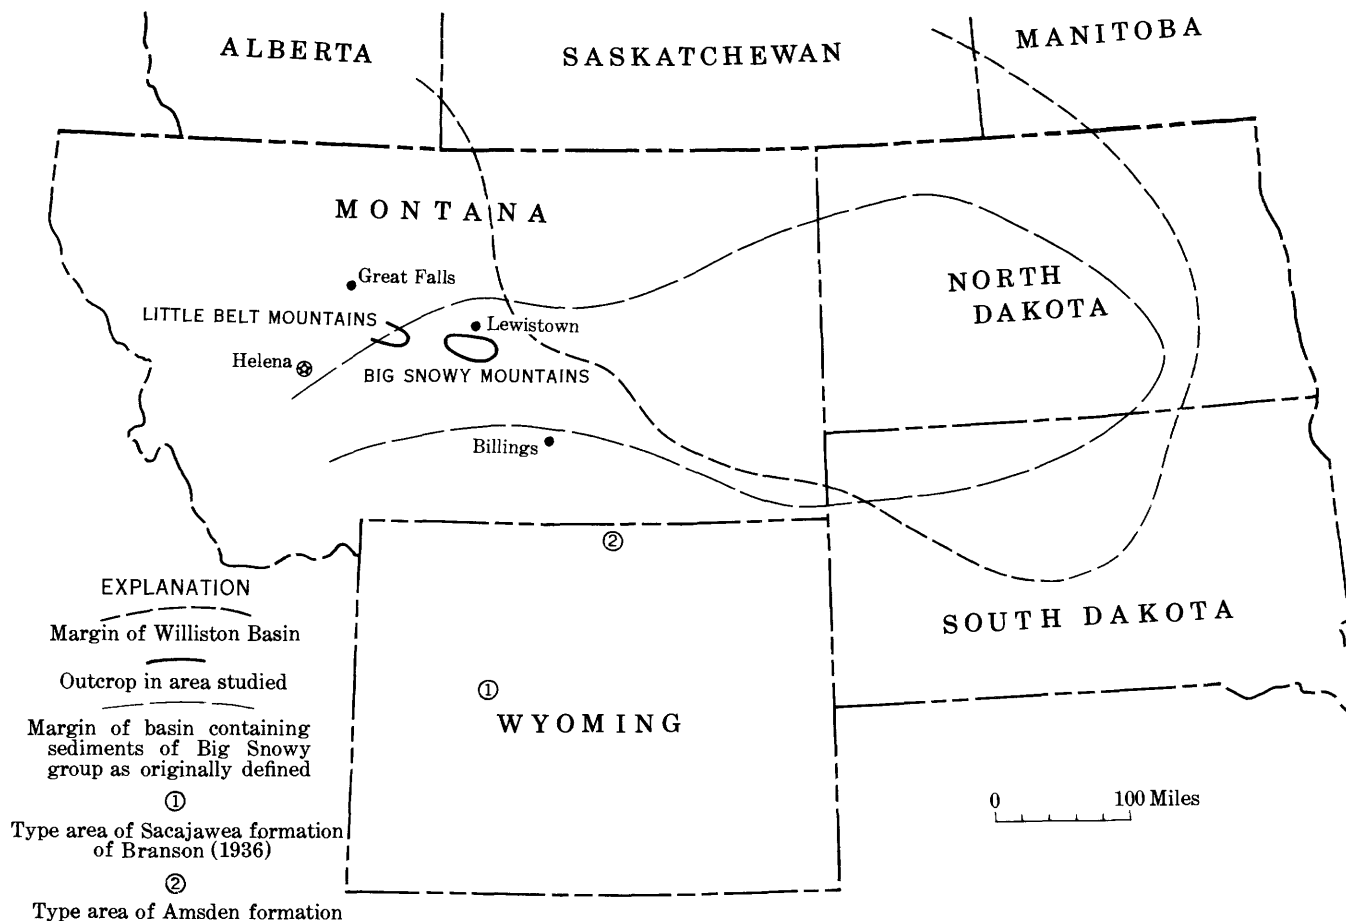 ALBERTA
SASKATCHEWAN
MANITOBA
MONTANA
Great Falls
NORTH
DAKOTA
LITTLE BELT MOUNTAINS
Lewistown
Helena
BIG SNOWY MOUNTAINS
Billings
②
EXPLANATION
Margin of Williston Basin
Outcrop in area studied
Margin of basin containing
sediments of Big Snowy
group as originally defined
①
Type area of Sacajawea formation
of Branson (1936)
②
Type area of Amsden formation
SOUTH DAKOTA
①
WYOMING
0 100 Miles